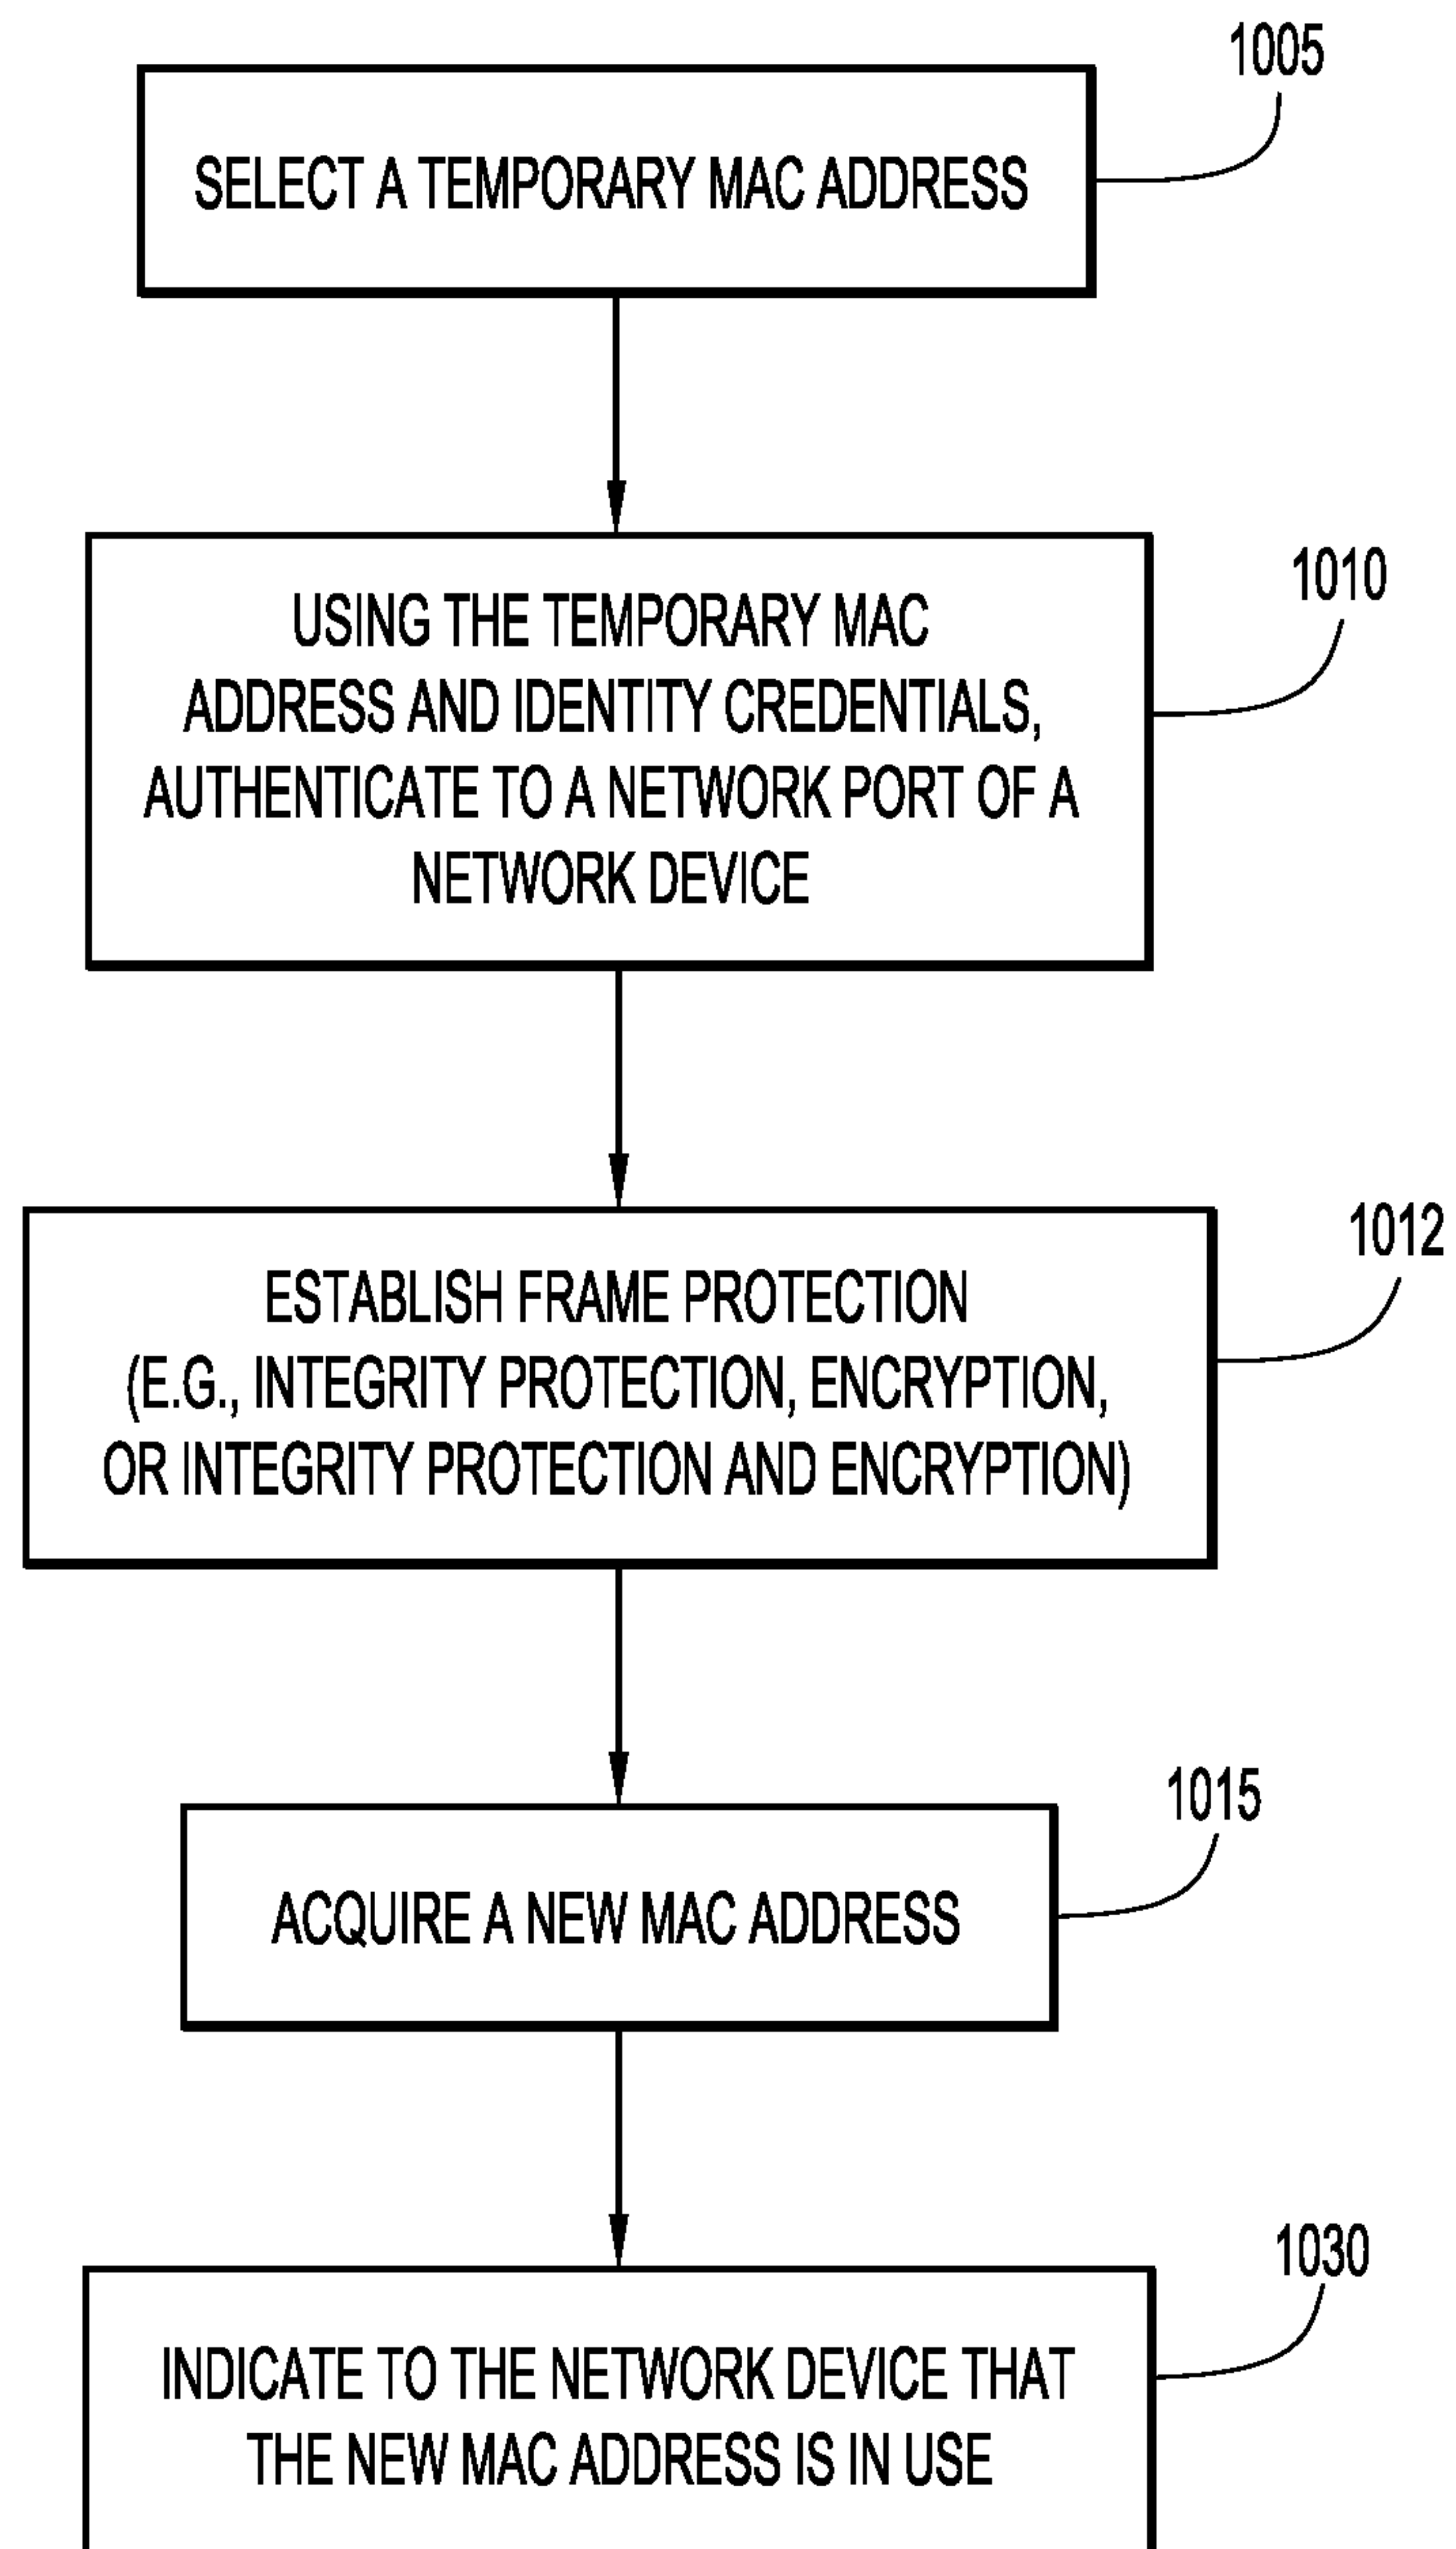 1005
SELECT A TEMPORARY MAC ADDRESS
1010
USING THE TEMPORARY MAC
ADDRESS AND IDENTITY CREDENTIALS,
AUTHENTICATE TO A NETWORK PORT OF A
NETWORK DEVICE
1012
ESTABLISH FRAME PROTECTION
(E.G., INTEGRITY PROTECTION, ENCRYPTION,
OR INTEGRITY PROTECTION AND ENCRYPTION)
1015
ACQUIRE A NEW MAC ADDRESS
1030
INDICATE TO THE NETWORK DEVICE THAT
THE NEW MAC ADDRESS IS IN USE